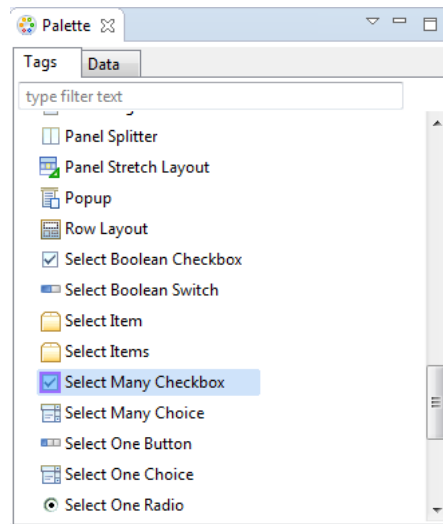 Palette
Tags Data
type filter text
Panel Splitter
Panel Stretch Layout
Popup
Row Layout
Select Boolean Checkbox
Select Boolean Switch
Select Item
Select Items
Select Many Checkbox
Select Many Choice
Select One Button
Select One Choice
Select One Radio